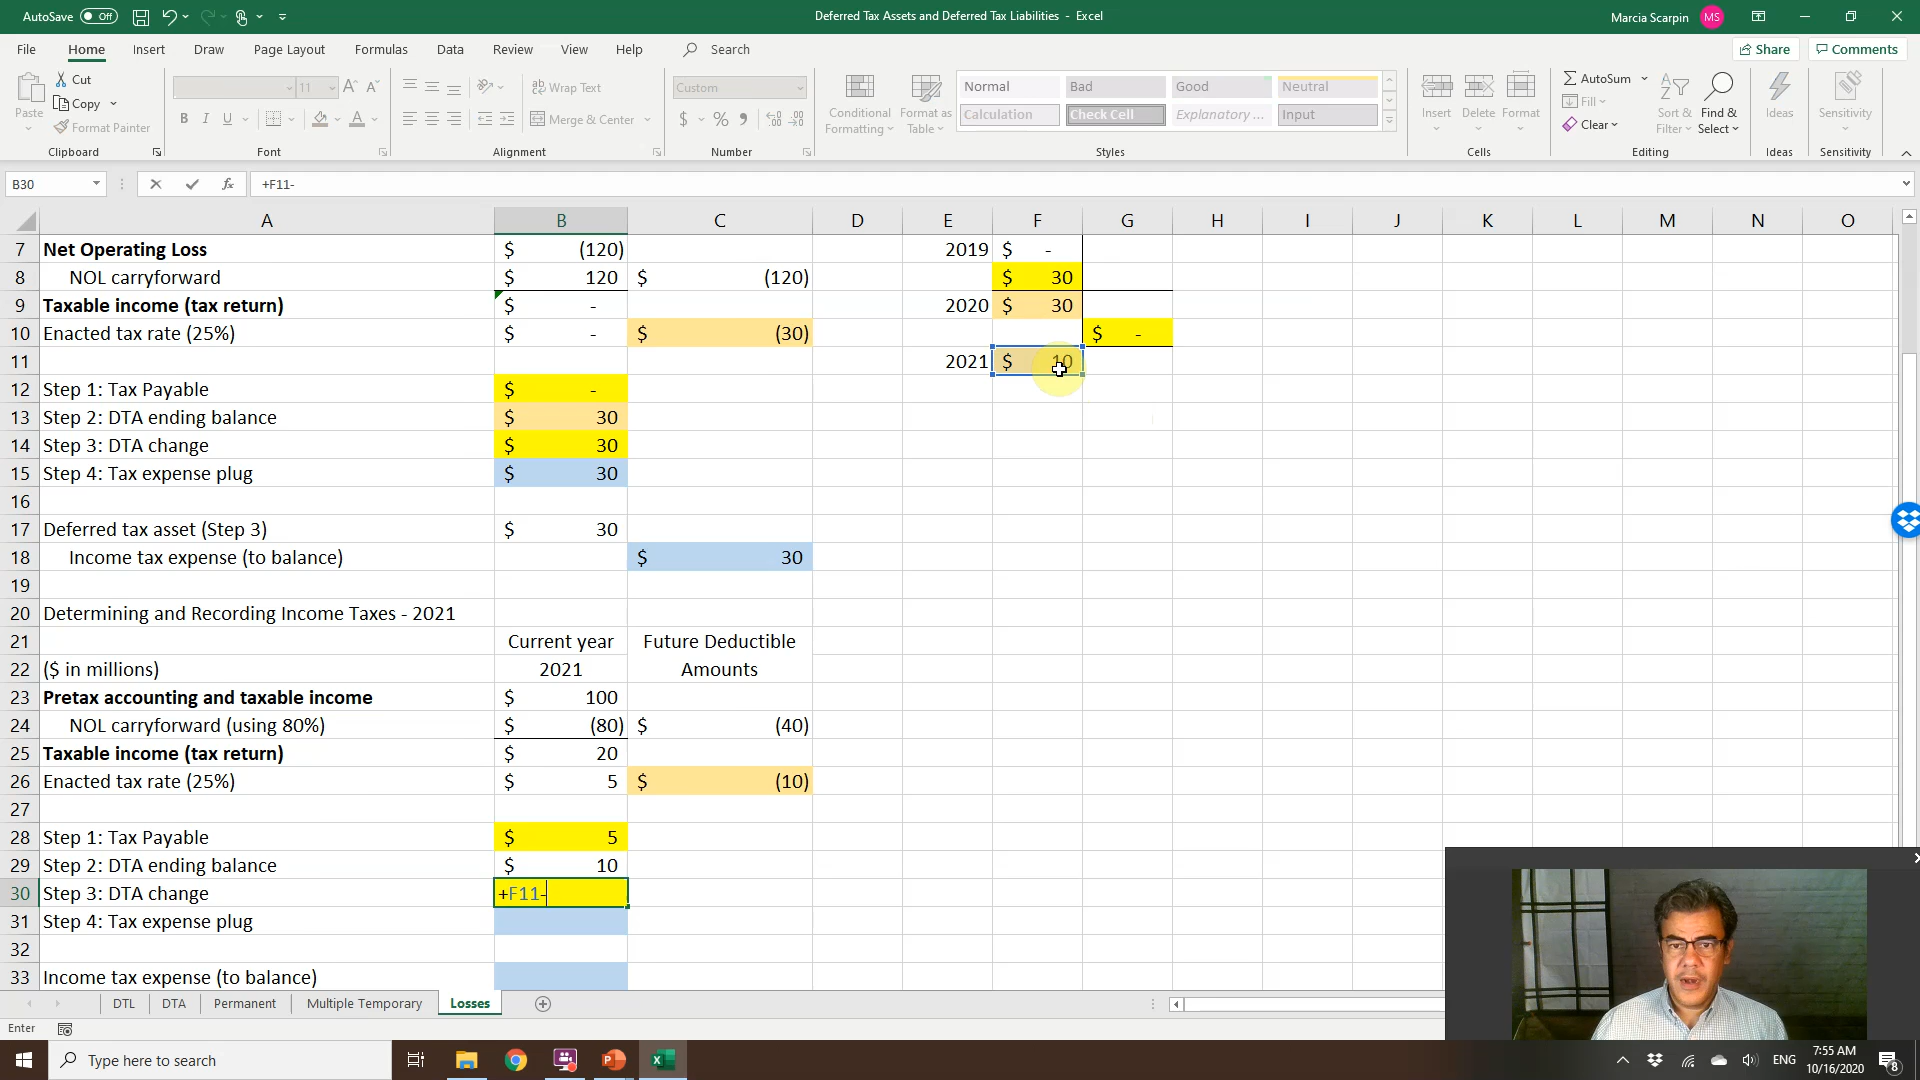 AutoSave Off
Deferred Tax Assets and Deferred Tax Liabilities - Excel
Marcia Scarpin MS
File Home Insert Draw Page Layout Formulas Data Review View Help Search
Share Comments
Paste
Cut
Copy
Format Painter
11
B I U
Wrap Text
Merge & Center
Custom
$ % 9
Conditional Formatting
Format as Table
Normal Bad Good Neutral
Calculation Check Cell Explanatory ... Input
Insert Delete Format
AutoSum
Fill
Clear
Sort & Filter
Find & Select
Ideas
Sensitivity
Clipboard Font Alignment Number Styles Cells Editing Ideas Sensitivity
B30 fx +F11-
A B C D E F G H I J K L M N O
7 Net Operating Loss $ (120) 2019 $ -
8 NOL carryforward $ 120 $ (120) $ 30
9 Taxable income (tax return) $ - 2020 $ 30
10 Enacted tax rate (25%) $ - $ (30) $ -
11 2021 $ 10
12 Step 1: Tax Payable $ -
13 Step 2: DTA ending balance $ 30
14 Step 3: DTA change $ 30
15 Step 4: Tax expense plug $ 30
16
17 Deferred tax asset (Step 3) $ 30
18 Income tax expense (to balance) $ 30
19
20 Determining and Recording Income Taxes - 2021
21 Current year Future Deductible
22 ($ in millions) 2021 Amounts
23 Pretax accounting and taxable income $ 100
24 NOL carryforward (using 80%) $ (80) $ (40)
25 Taxable income (tax return) $ 20
26 Enacted tax rate (25%) $ 5 $ (10)
27
28 Step 1: Tax Payable $ 5
29 Step 2: DTA ending balance $ 10
30 Step 3: DTA change +F11-
31 Step 4: Tax expense plug
32
33 Income tax expense (to balance)
DTL DTA Permanent Multiple Temporary Losses
Enter
Type here to search
ENG
7:55 AM
10/16/2020
8